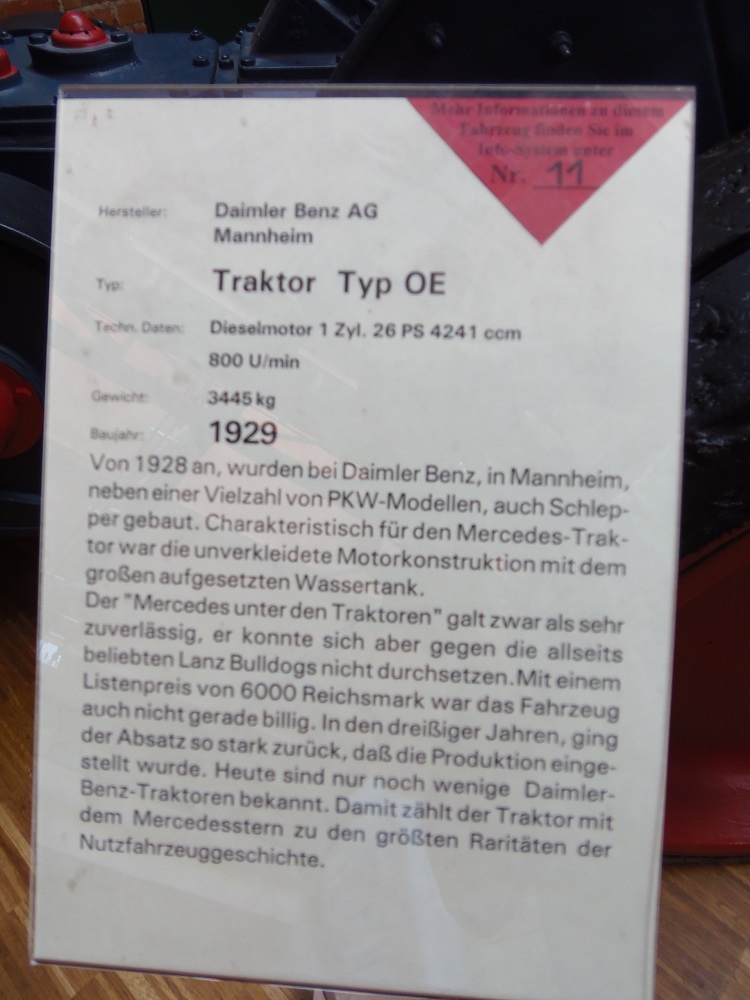 Mehr Informationen zu diesem
Fahrzeug finden Sie im
Info-System unter
Nr. 11
Hersteller: Daimler Benz AG
Mannheim
Typ: Traktor Typ OE
Techn. Daten: Dieselmotor 1 Zyl. 26 PS 4241 ccm
800 U/min
Gewicht: 3445 kg
Baujahr: 1929
Von 1928 an, wurden bei Daimler Benz, in Mannheim,
neben einer Vielzahl von PKW-Modellen, auch Schlep-
per gebaut. Charakteristisch für den Mercedes-Trak-
tor war die unverkleidete Motorkonstruktion mit dem
großen aufgesetzten Wassertank.
Der "Mercedes unter den Traktoren" galt zwar als sehr
zuverlässig, er konnte sich aber gegen die allseits
beliebten Lanz Bulldogs nicht durchsetzen. Mit einem
Listenpreis von 6000 Reichsmark war das Fahrzeug
auch nicht gerade billig. In den dreißiger Jahren, ging
der Absatz so stark zurück, daß die Produktion einge-
stellt wurde. Heute sind nur noch wenige Daimler-
Benz-Traktoren bekannt. Damit zählt der Traktor mit
dem Mercedesstern zu den größten Raritäten der
Nutzfahrzeuggeschichte.